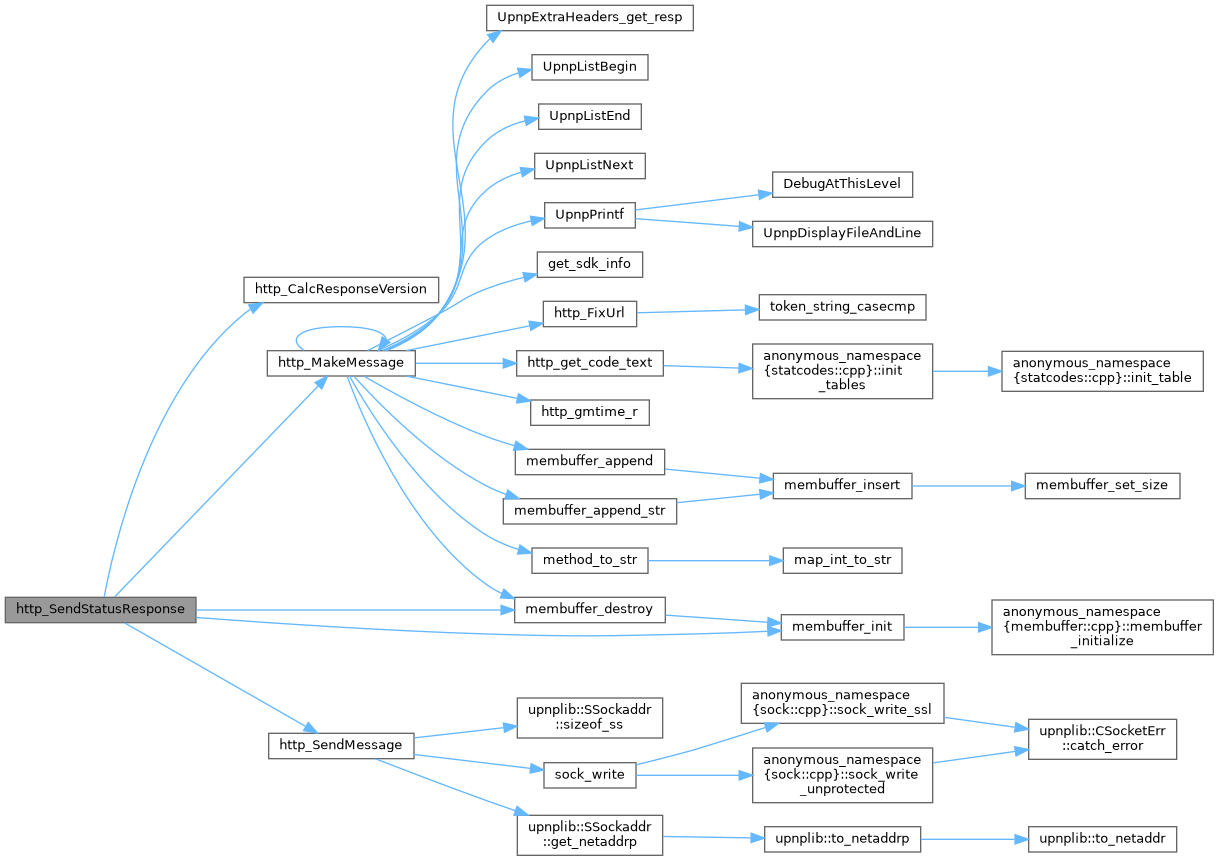 UpnpExtraHeaders_get_resp
UpnpListBegin
UpnpListEnd
UpnpListNext
DebugAtThisLevel
UpnpPrintf
UpnpDisplayFileAndLine
get_sdk_info
http_CalcResponseVersion
token_string_casecmp
http_FixUrl
http_MakeMessage
http_get_code_text
anonymous_namespace
{statcodes::cpp}::init
_tables
anonymous_namespace
{statcodes::cpp}::init_table
http_gmtime_r
membuffer_append
membuffer_insert
membuffer_set_size
membuffer_append_str
method_to_str
map_int_to_str
http_SendStatusResponse
membuffer_destroy
membuffer_init
anonymous_namespace
{membuffer::cpp}::membuffer
_initialize
upnplib::SSockaddr
::sizeof_ss
anonymous_namespace
{sock::cpp}::sock_write_ssl
http_SendMessage
upnplib::CSocketErr
::catch_error
sock_write
anonymous_namespace
{sock::cpp}::sock_write
_unprotected
upnplib::SSockaddr
::get_netaddrp
upnplib::to_netaddrp
upnplib::to_netaddr